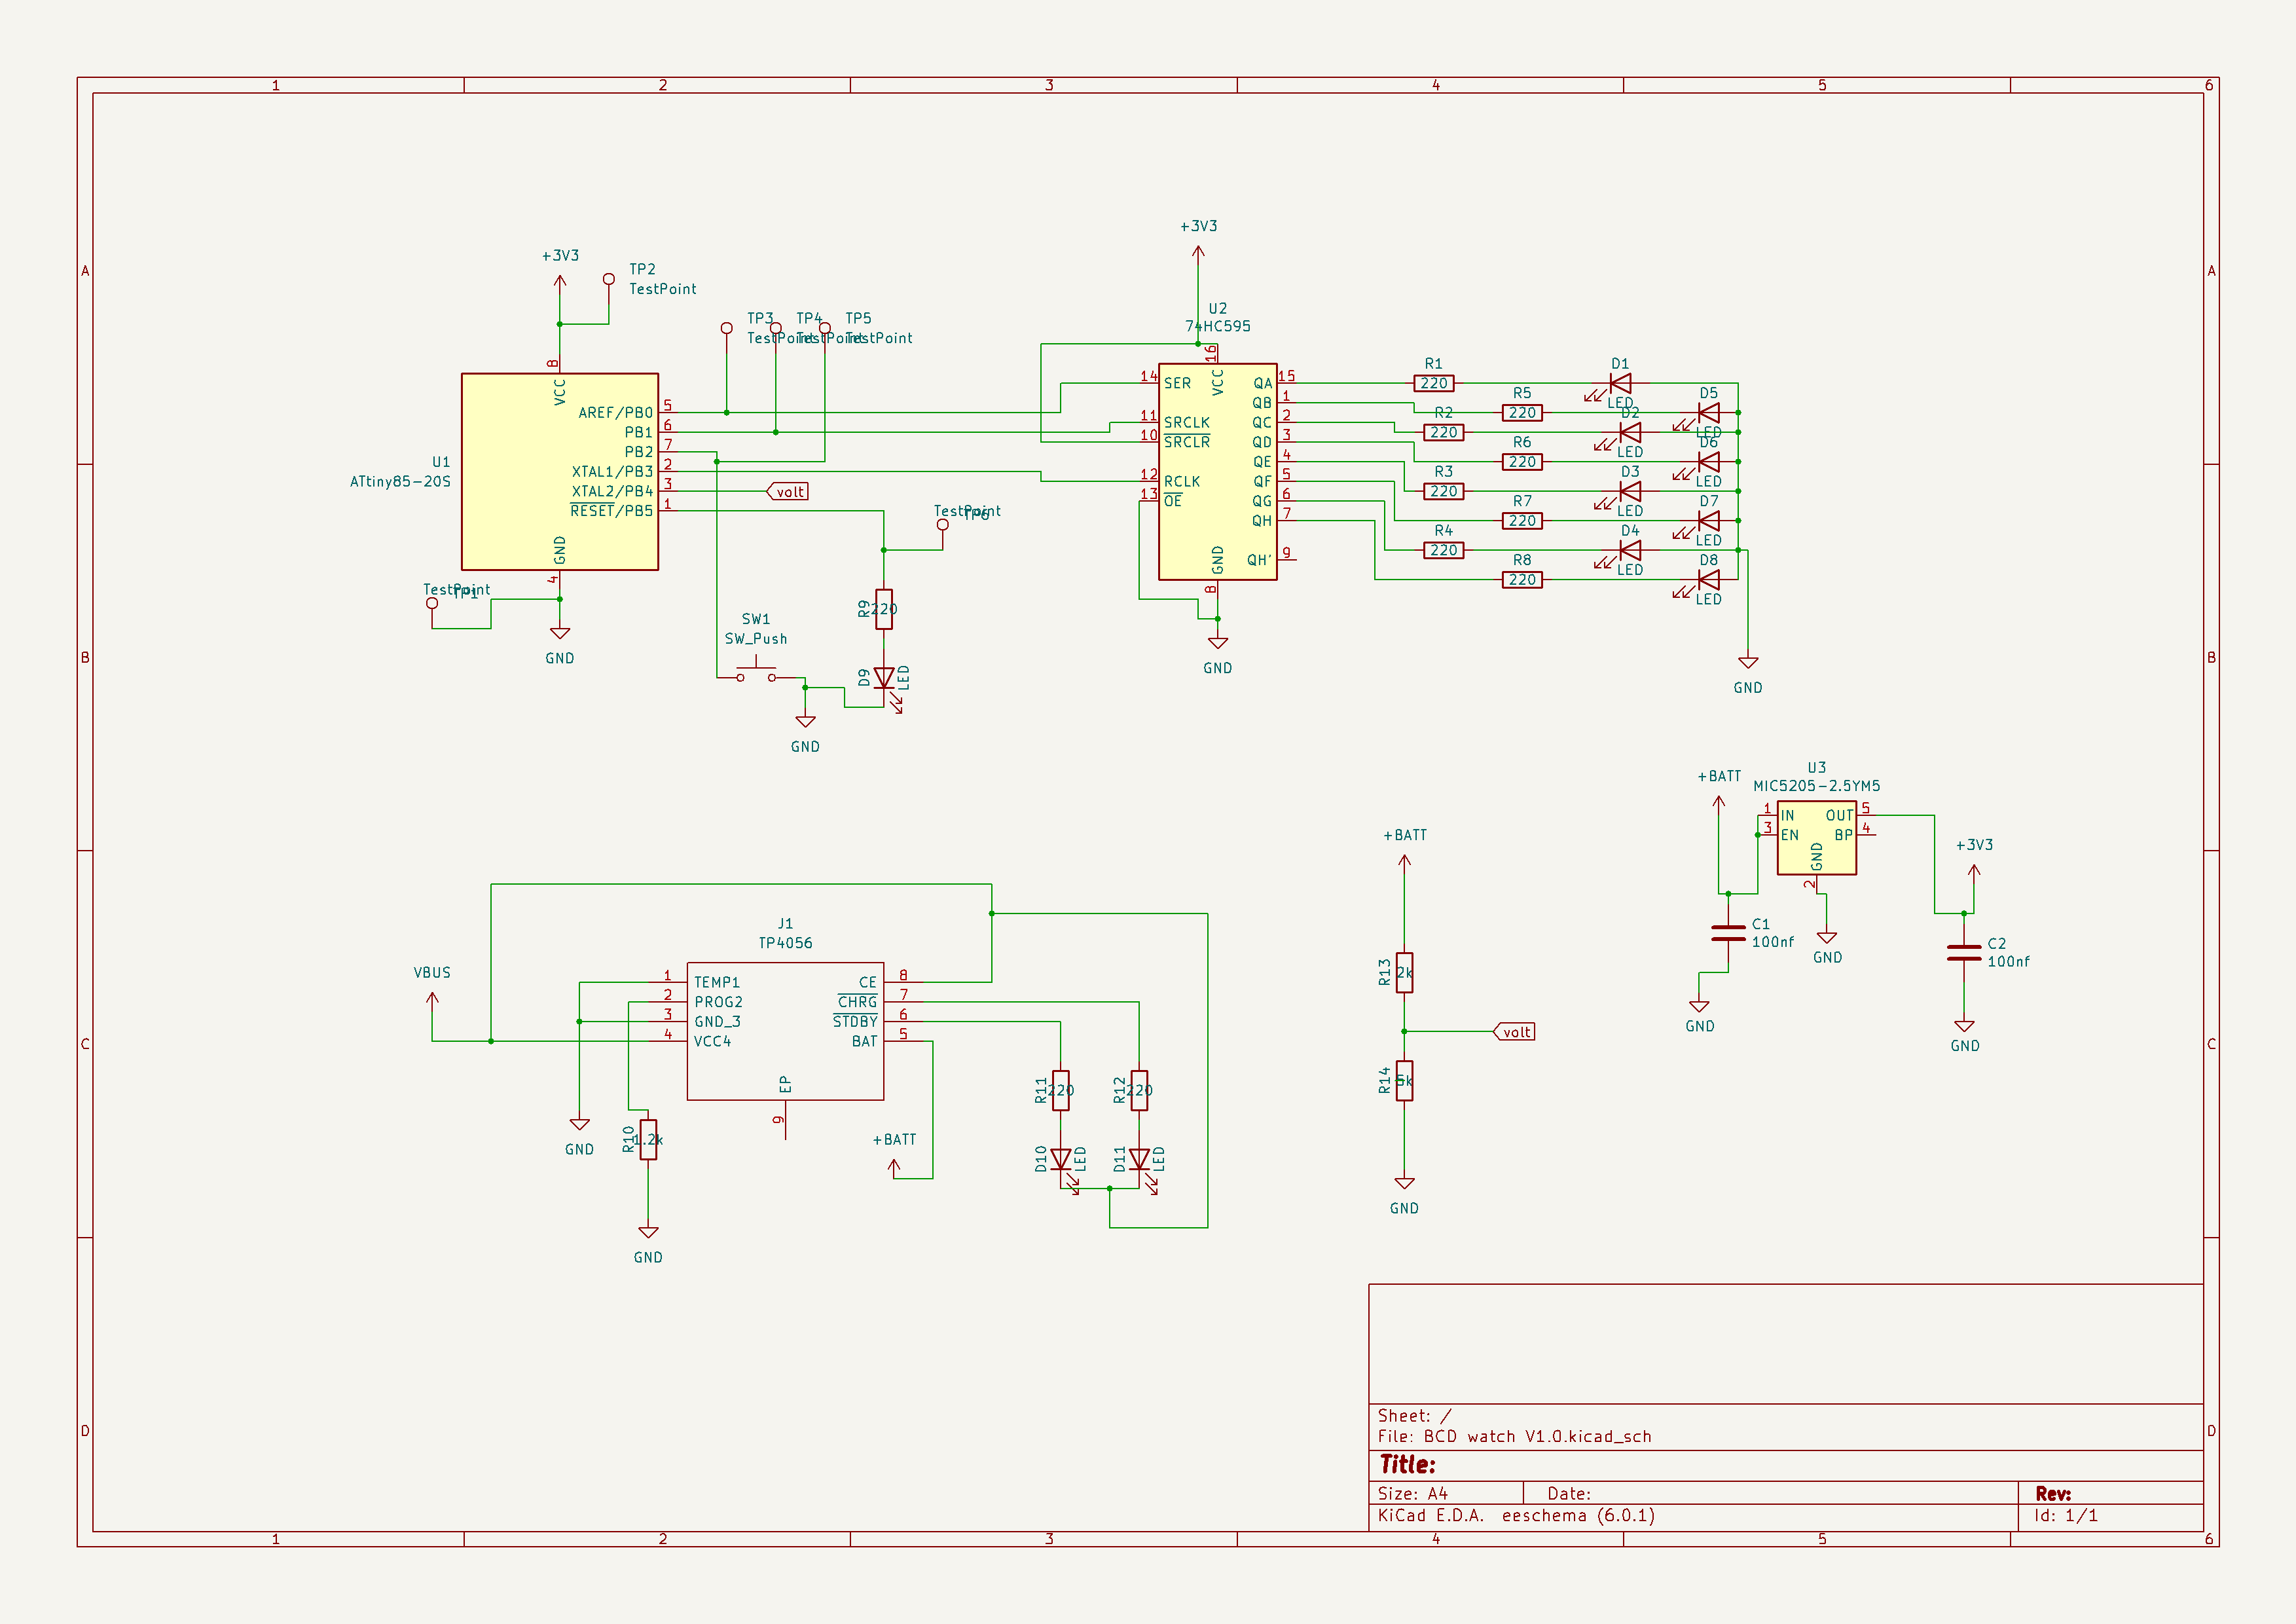 1 2 3 4 5 6
A A
B B
C C
D D
+3V3
TP2
TestPoint
TP3
TestPoint
TP4
TestPoint
TP5
TestPoint
U1
ATtiny85-20S
8
VCC
AREF/PB0 5
PB1 6
PB2 7
XTAL1/PB3 2
XTAL2/PB4 3
RESET/PB5 1
GND
4
volt
TestPoint
TP1
GND
TestPoint
TP6
R9
220
D9
LED
SW1
SW_Push
GND
+3V3
U2
74HC595
16
VCC
14 SER
11 SRCLK
10 SRCLR
12 RCLK
13 OE
QA 15
QB 1
QC 2
QD 3
QE 4
QF 5
QG 6
QH 7
QH' 9
GND
8
GND
R1
220
D1
LED
R5
220
D5
LED
R2
220
D2
LED
R6
220
D6
LED
R3
220
D3
LED
R7
220
D7
LED
R4
220
D4
LED
R8
220
D8
LED
GND
VBUS
J1
TP4056
1 TEMP1
2 PROG2
3 GND_3
4 VCC4
CE 8
CHRG 7
STDBY 6
BAT 5
EP
9
GND
R10
1.2k
GND
+BATT
R11
220
D10
LED
R12
220
D11
LED
+BATT
R13
2k
volt
R14
5k
GND
+BATT
U3
MIC5205-2.5YM5
1 IN
3 EN
OUT 5
BP 4
GND
2
GND
C1
100nf
GND
+3V3
C2
100nf
GND
Sheet: /
File: BCD watch V1.0.kicad_sch
Title:
Size: A4 Date: Rev:
KiCad E.D.A. eeschema (6.0.1) Id: 1/1
1 2 3 4 5 6